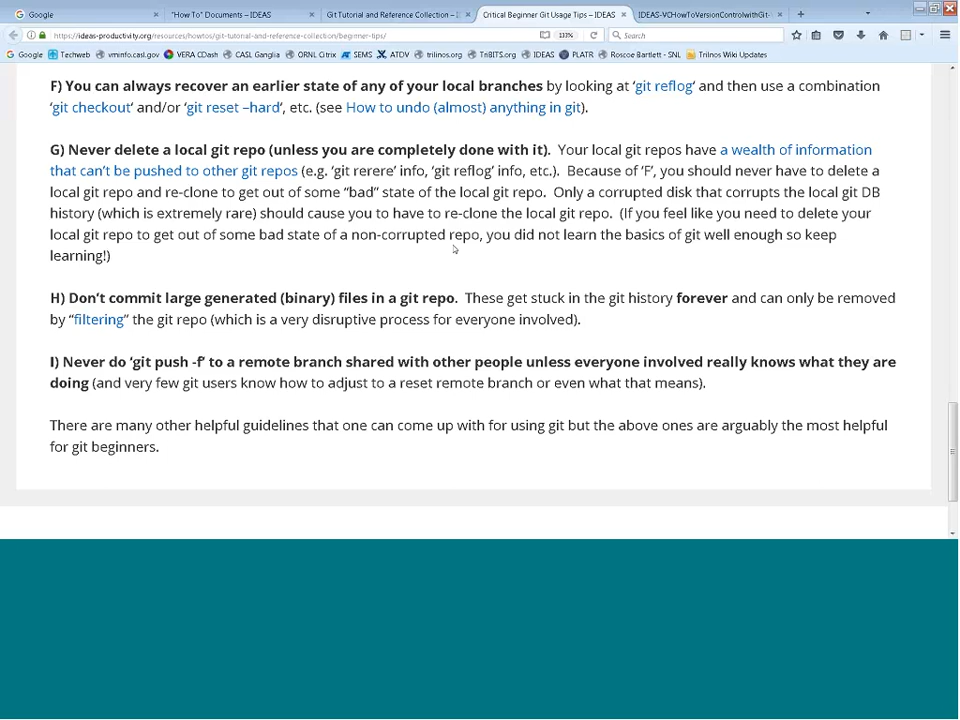 Google
"How To" Documents – IDEAS
Git Tutorial and Reference Collection – I...
Critical Beginner Git Usage Tips – IDEAS
IDEAS-VCHowToVersionControlwithGit-
https://ideas-productivity.org/resources/howtos/git-tutorial-and-reference-collection/beginner-tips/
133%
Search
Google Techweb vminfo.casl.gov VERA CDash CASL Ganglia ORNL Citrix SEMS ATDV trilinos.org TriBITS.org IDEAS PLATR Roscoe Bartlett - SNL Trilinos Wiki Updates
F) You can always recover an earlier state of any of your local branches by looking at 'git reflog' and then use a combination
'git checkout' and/or 'git reset –hard', etc. (see How to undo (almost) anything in git).
G) Never delete a local git repo (unless you are completely done with it). Your local git repos have a wealth of information
that can't be pushed to other git repos (e.g. 'git rerere' info, 'git reflog' info, etc.). Because of 'F', you should never have to delete a
local git repo and re-clone to get out of some "bad" state of the local git repo. Only a corrupted disk that corrupts the local git DB
history (which is extremely rare) should cause you to have to re-clone the local git repo. (If you feel like you need to delete your
local git repo to get out of some bad state of a non-corrupted repo, you did not learn the basics of git well enough so keep
learning!)
H) Don't commit large generated (binary) files in a git repo. These get stuck in the git history forever and can only be removed
by "filtering" the git repo (which is a very disruptive process for everyone involved).
I) Never do 'git push -f' to a remote branch shared with other people unless everyone involved really knows what they are
doing (and very few git users know how to adjust to a reset remote branch or even what that means).
There are many other helpful guidelines that one can come up with for using git but the above ones are arguably the most helpful
for git beginners.